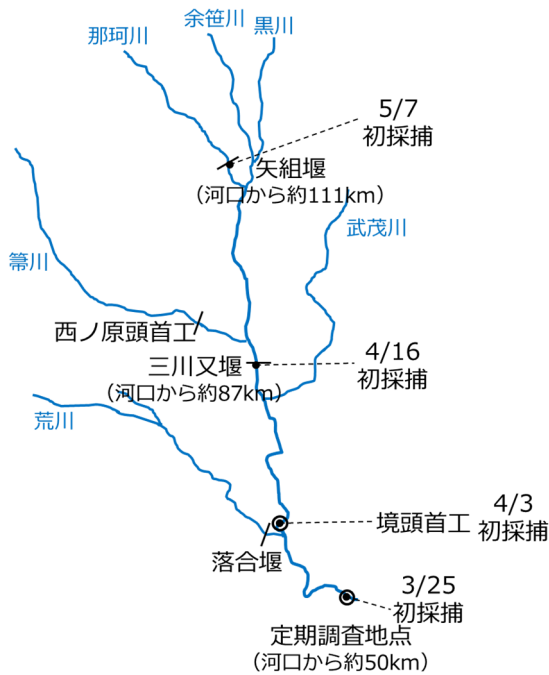 余笹川
那珂川
黒川
5/7
初採捕
矢組堰
（河口から約111km）
武茂川
箒川
西ノ原頭首工
三川又堰
（河口から約87km）
4/16
初採捕
荒川
4/3
初採捕
境頭首工
落合堰
3/25
初採捕
定期調査地点
（河口から約50km）